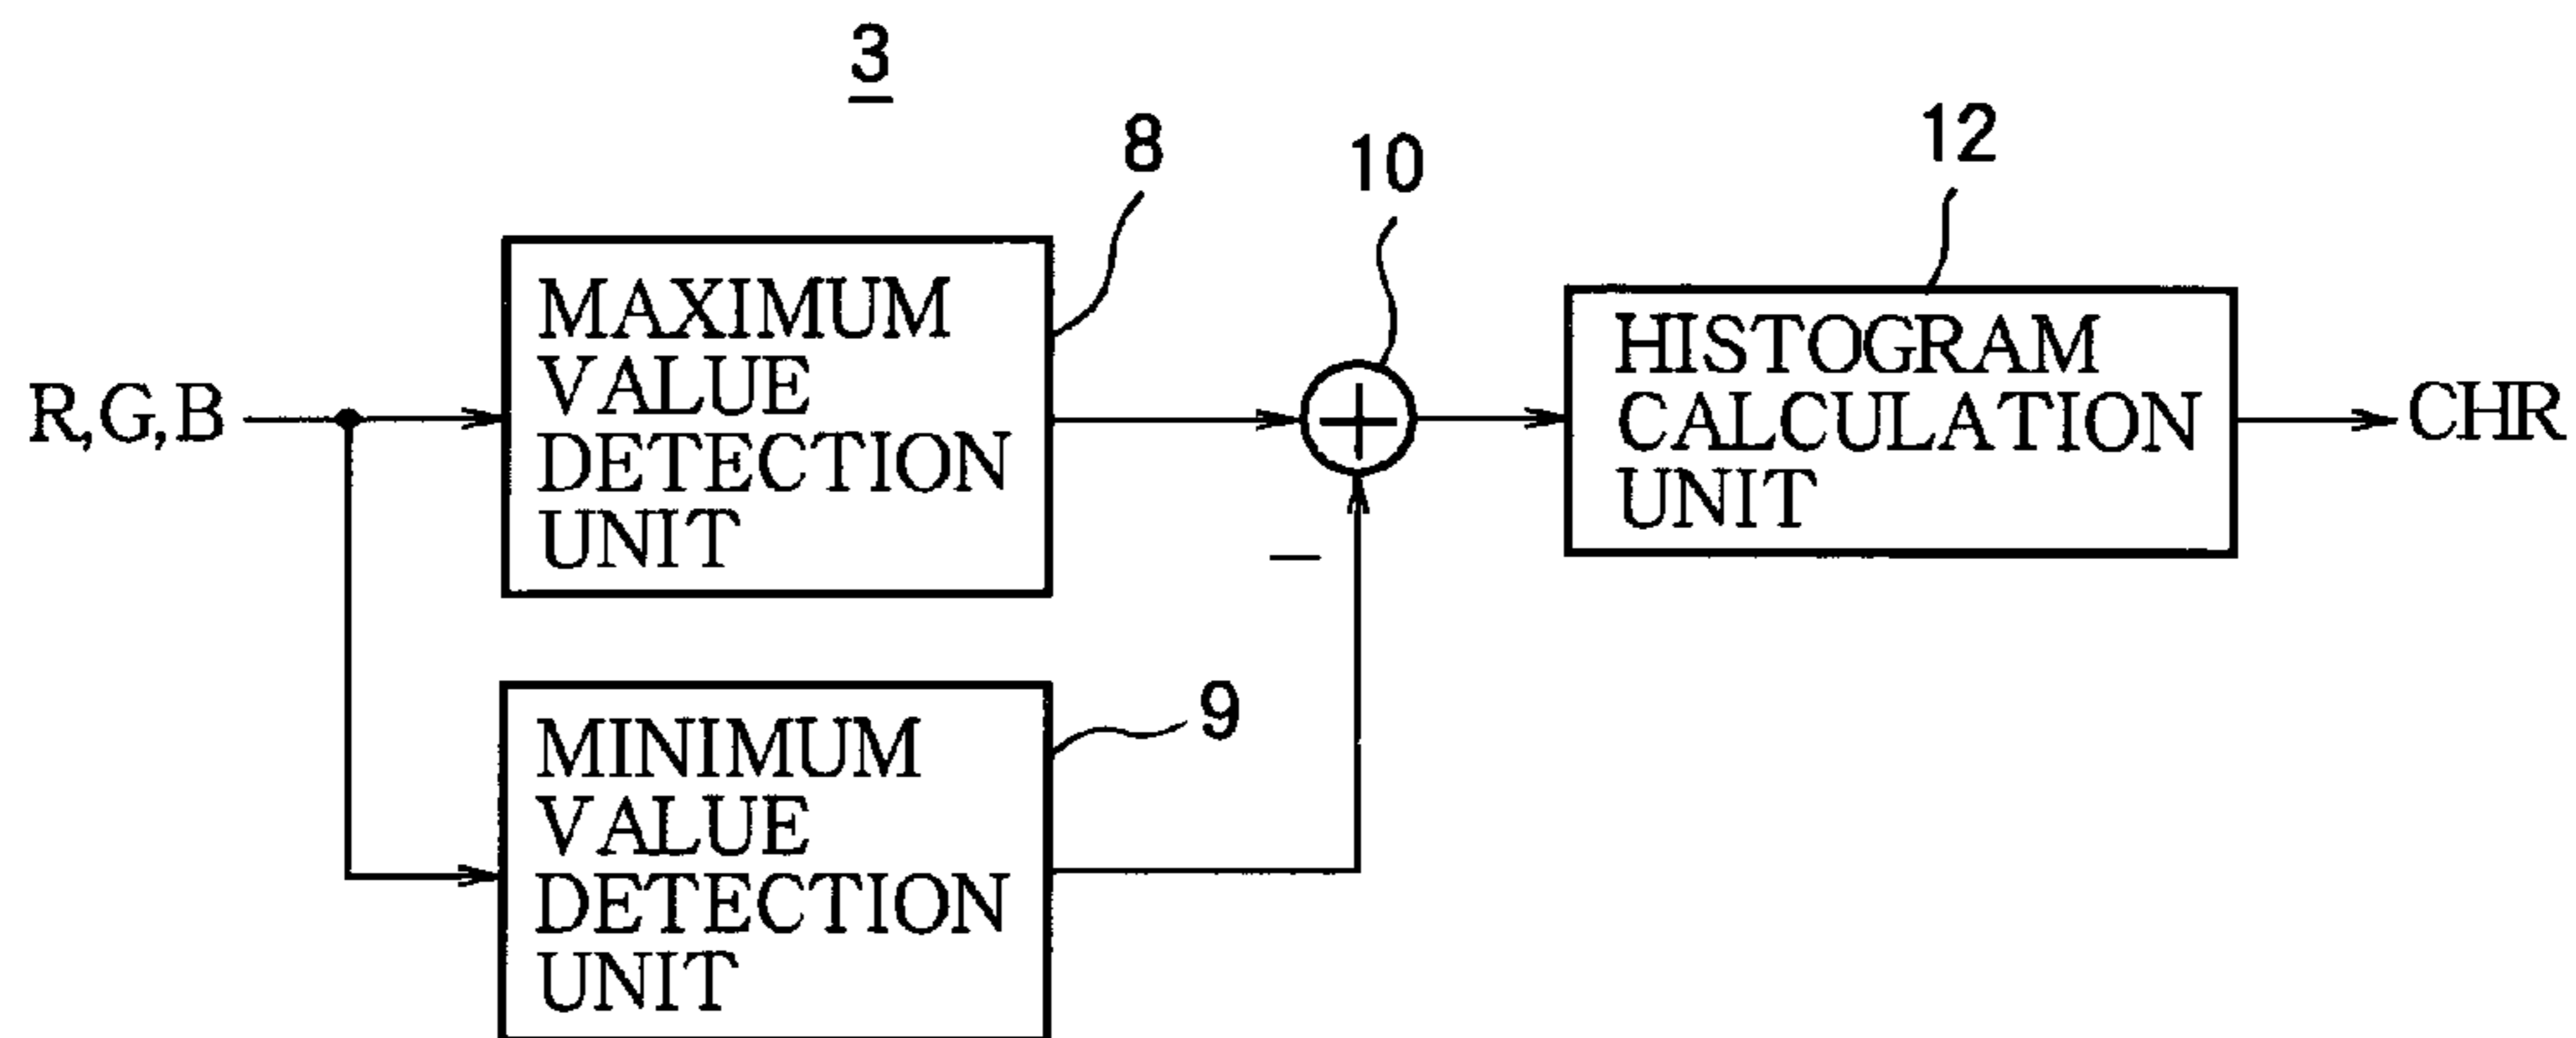 3
8
10
12
MAXIMUM
VALUE
DETECTION
UNIT
HISTOGRAM
CALCULATION
UNIT
R,G,B
+
CHR
−
9
MINIMUM
VALUE
DETECTION
UNIT